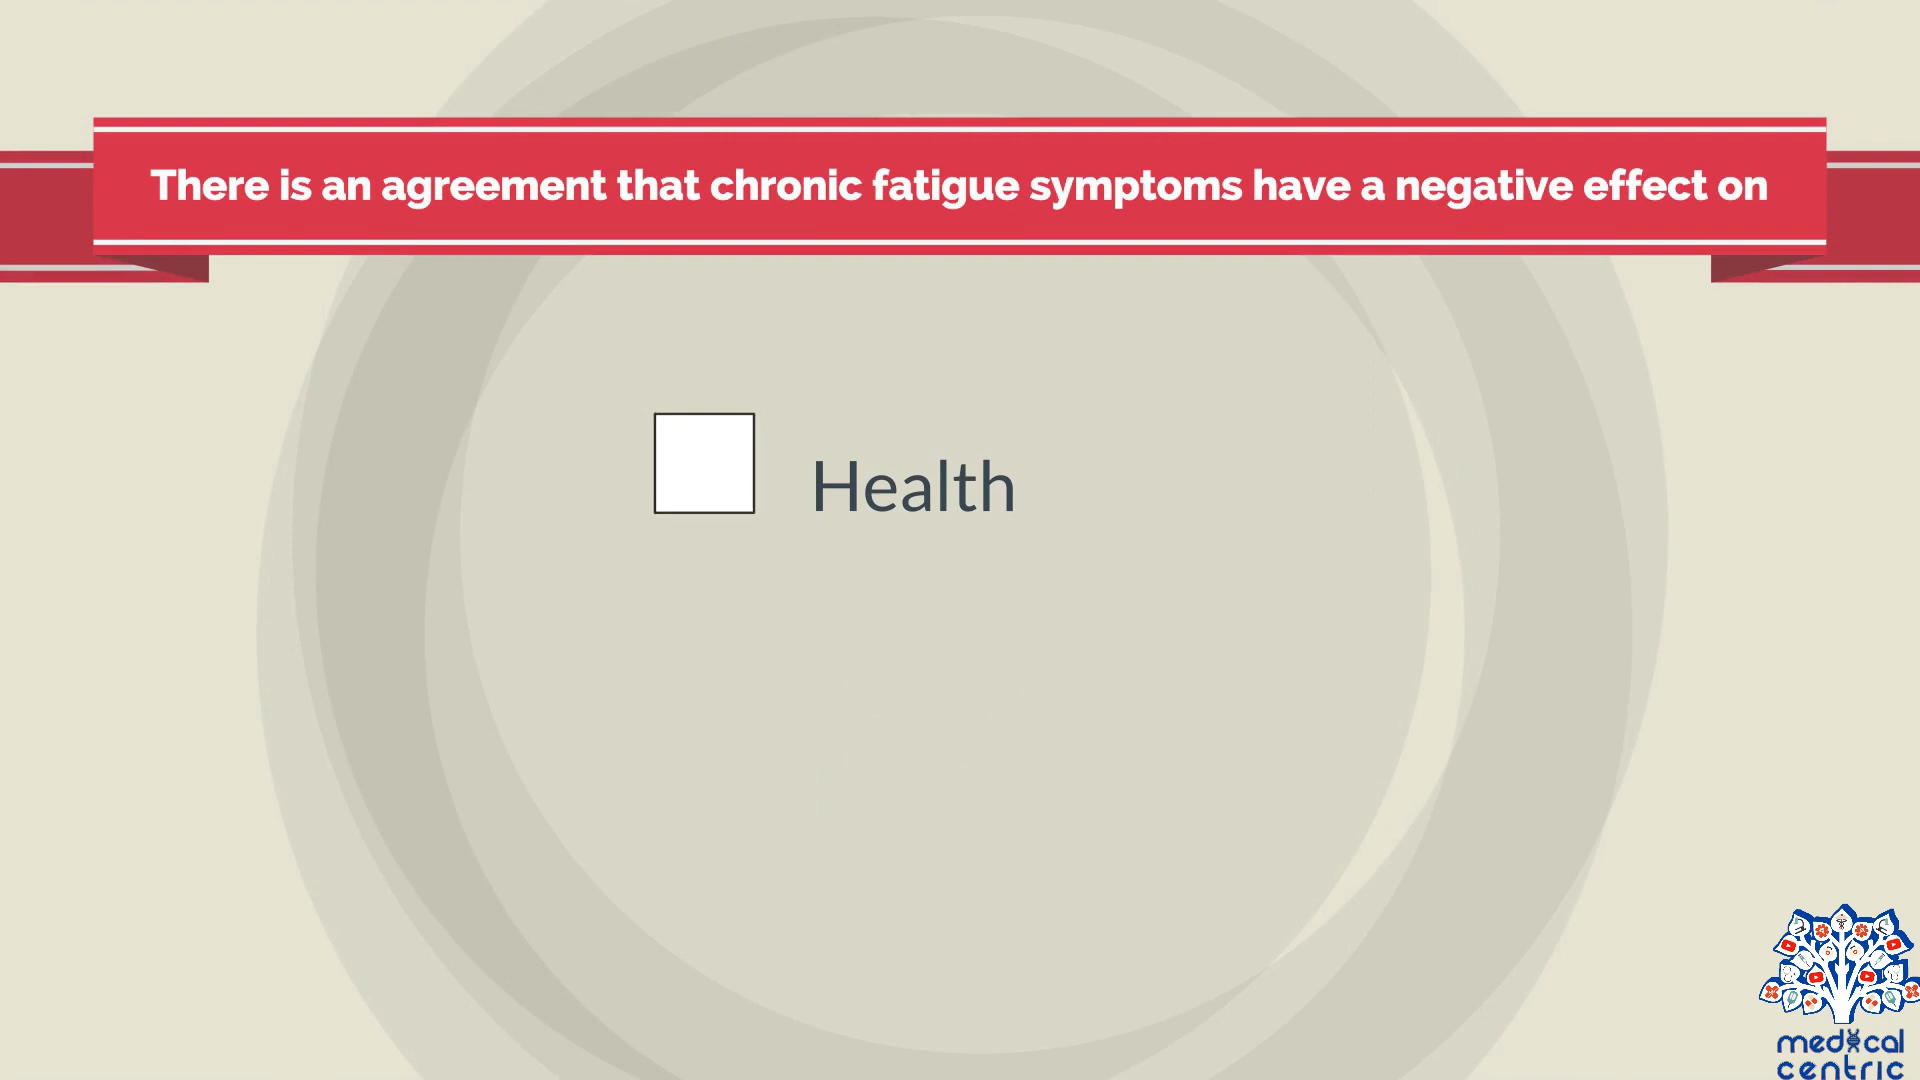 There is an agreement that chronic fatigue symptoms have a negative effect on
Health
medical
centric